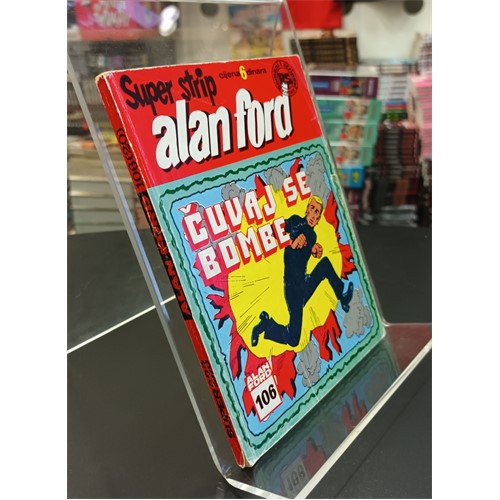 Super strip
cijena 6 dinara
alan ford
ČUVAJ SE
BOMBE
ALAN
FORD
106